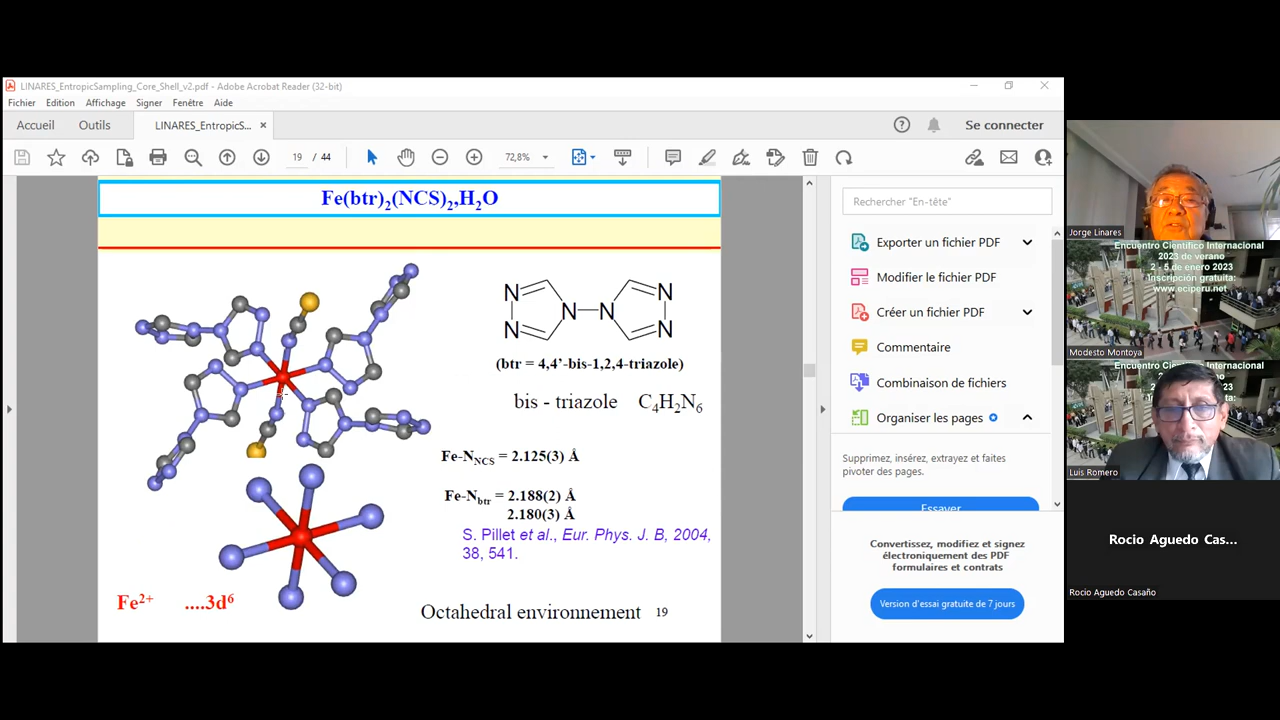 LINARES_EntropicSampling_Core_Shell_v2.pdf - Adobe Acrobat Reader (32-bit)
Fichier Edition Affichage Signer Fenêtre Aide
Accueil Outils LINARES_EntropicS... × Se connecter
19 / 44 72,8%
Fe(btr)2(NCS)2,H2O
N N
N N
N N
(btr = 4,4’-bis-1,2,4-triazole)
bis - triazole C4H2N6
Fe-NNCS = 2.125(3) Å
Fe-Nbtr = 2.188(2) Å
2.180(3) Å
S. Pillet et al., Eur. Phys. J. B, 2004,
38, 541.
Fe2+ ....3d6
Octahedral environnement 19
Rechercher "En-tête"
Exporter un fichier PDF
Modifier le fichier PDF
Créer un fichier PDF
Commentaire
Combinaison de fichiers
Organiser les pages
Supprimez, insérez, extrayez et faites
pivoter des pages.
Essayer
Convertissez, modifiez et signez
électroniquement des PDF
formulaires et contrats
Version d'essai gratuite de 7 jours
Jorge Linares
Encuentro Científico Internacional
2023 de verano
2 - 5 de enero 2023
Inscripción gratuita:
www.eciperu.net
Modesto Montoya
Luis Romero
Rocio Aguedo Cas...
Rocio Aguedo Casaño